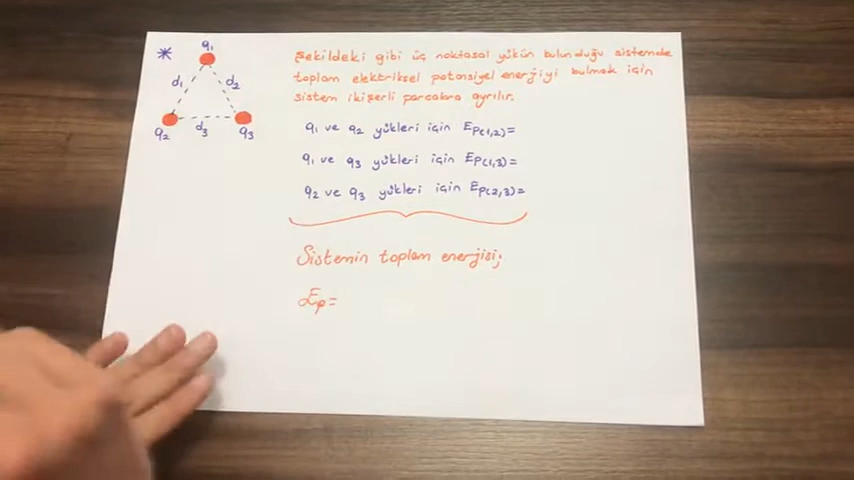 *
q₁
d₁
d₂
q₂
d₃
q₃
Şekildeki gibi üç noktasal yükün bulunduğu sistemde
toplam elektriksel potansiyel enerjiyi bulmak için
sistem ikişerli parçalara ayrılır.
q₁ ve q₂ yükleri için Ep(1,2)=
q₁ ve q₃ yükleri için Ep(1,3)=
q₂ ve q₃ yükleri için Ep(2,3)=
Sistemin toplam enerjisi;
Ep=